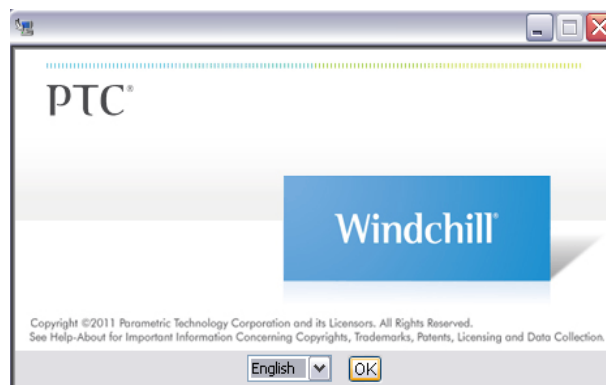 PTC®
Windchill®
Copyright ©2011 Parametric Technology Corporation and its Licensors. All Rights Reserved.
See Help-About for Important Information Concerning Copyrights, Trademarks, Patents, Licensing and Data Collection.
English OK